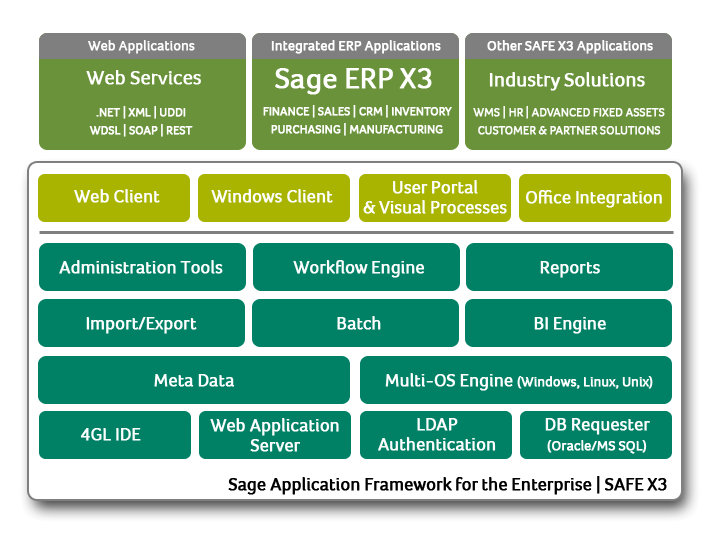 Web Applications
Web Services
.NET | XML | UDDI
WDSL | SOAP | REST
Integrated ERP Applications
Sage ERP X3
FINANCE | SALES | CRM | INVENTORY
PURCHASING | MANUFACTURING
Other SAFE X3 Applications
Industry Solutions
WMS | HR | ADVANCED FIXED ASSETS
CUSTOMER & PARTNER SOLUTIONS
Web Client
Windows Client
User Portal
& Visual Processes
Office Integration
Administration Tools
Workflow Engine
Reports
Import/Export
Batch
BI Engine
Meta Data
Multi-OS Engine (Windows, Linux, Unix)
4GL IDE
Web Application
Server
LDAP
Authentication
DB Requester
(Oracle/MS SQL)
Sage Application Framework for the Enterprise | SAFE X3